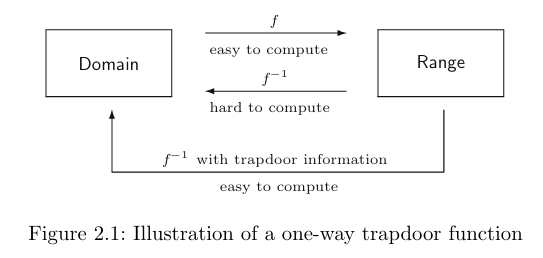 f
Domain
easy to compute
Range
f⁻¹
hard to compute
f⁻¹ with trapdoor information
easy to compute
Figure 2.1: Illustration of a one-way trapdoor function